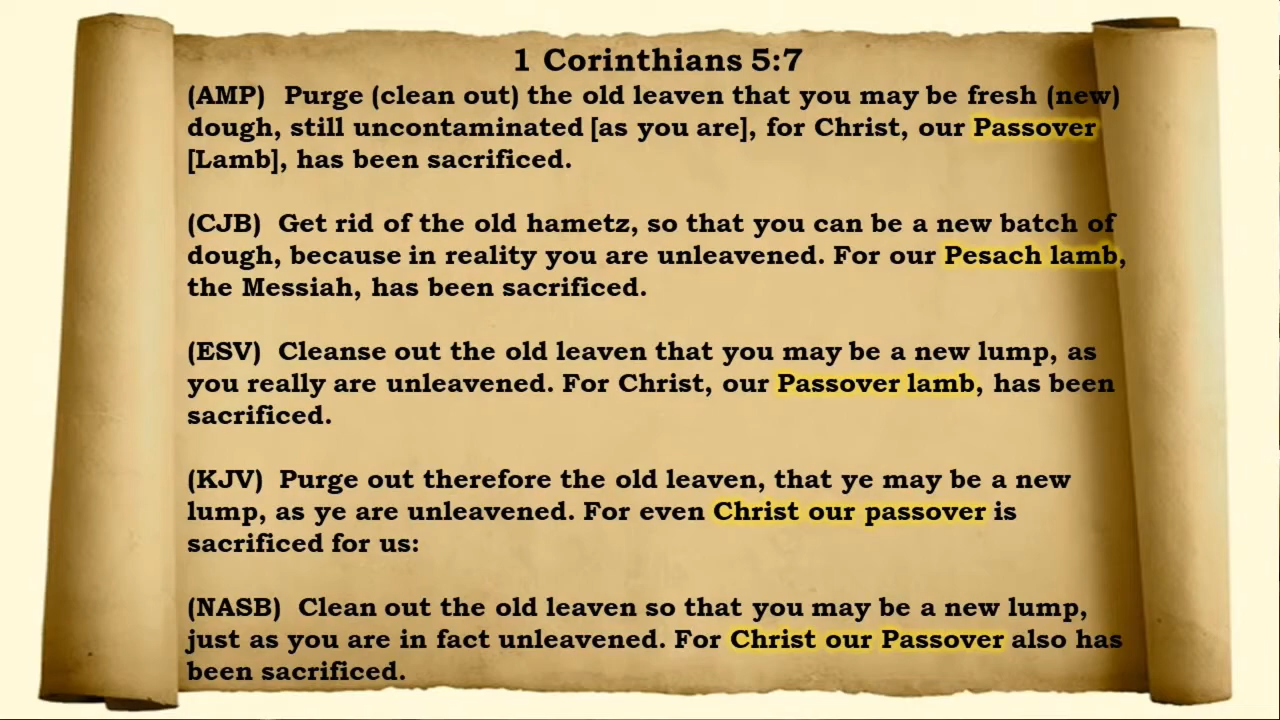 1 Corinthians 5:7
(AMP) Purge (clean out) the old leaven that you may be fresh (new)
dough, still uncontaminated [as you are], for Christ, our Passover
[Lamb], has been sacrificed.
(CJB) Get rid of the old hametz, so that you can be a new batch of
dough, because in reality you are unleavened. For our Pesach lamb,
the Messiah, has been sacrificed.
(ESV) Cleanse out the old leaven that you may be a new lump, as
you really are unleavened. For Christ, our Passover lamb, has been
sacrificed.
(KJV) Purge out therefore the old leaven, that ye may be a new
lump, as ye are unleavened. For even Christ our passover is
sacrificed for us:
(NASB) Clean out the old leaven so that you may be a new lump,
just as you are in fact unleavened. For Christ our Passover also has
been sacrificed.